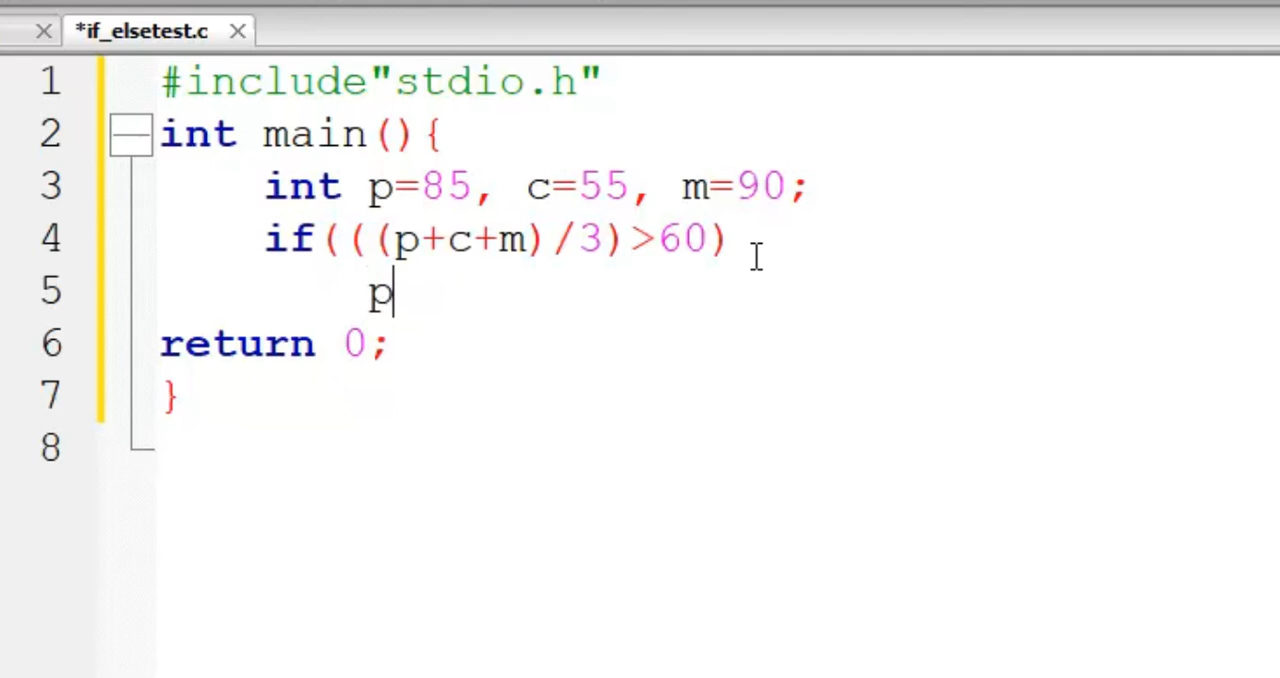 *if_elsetest.c
1 #include"stdio.h"
2 int main(){
3 int p=85, c=55, m=90;
4 if(((p+c+m)/3)>60)
5 p
6 return 0;
7 }
8